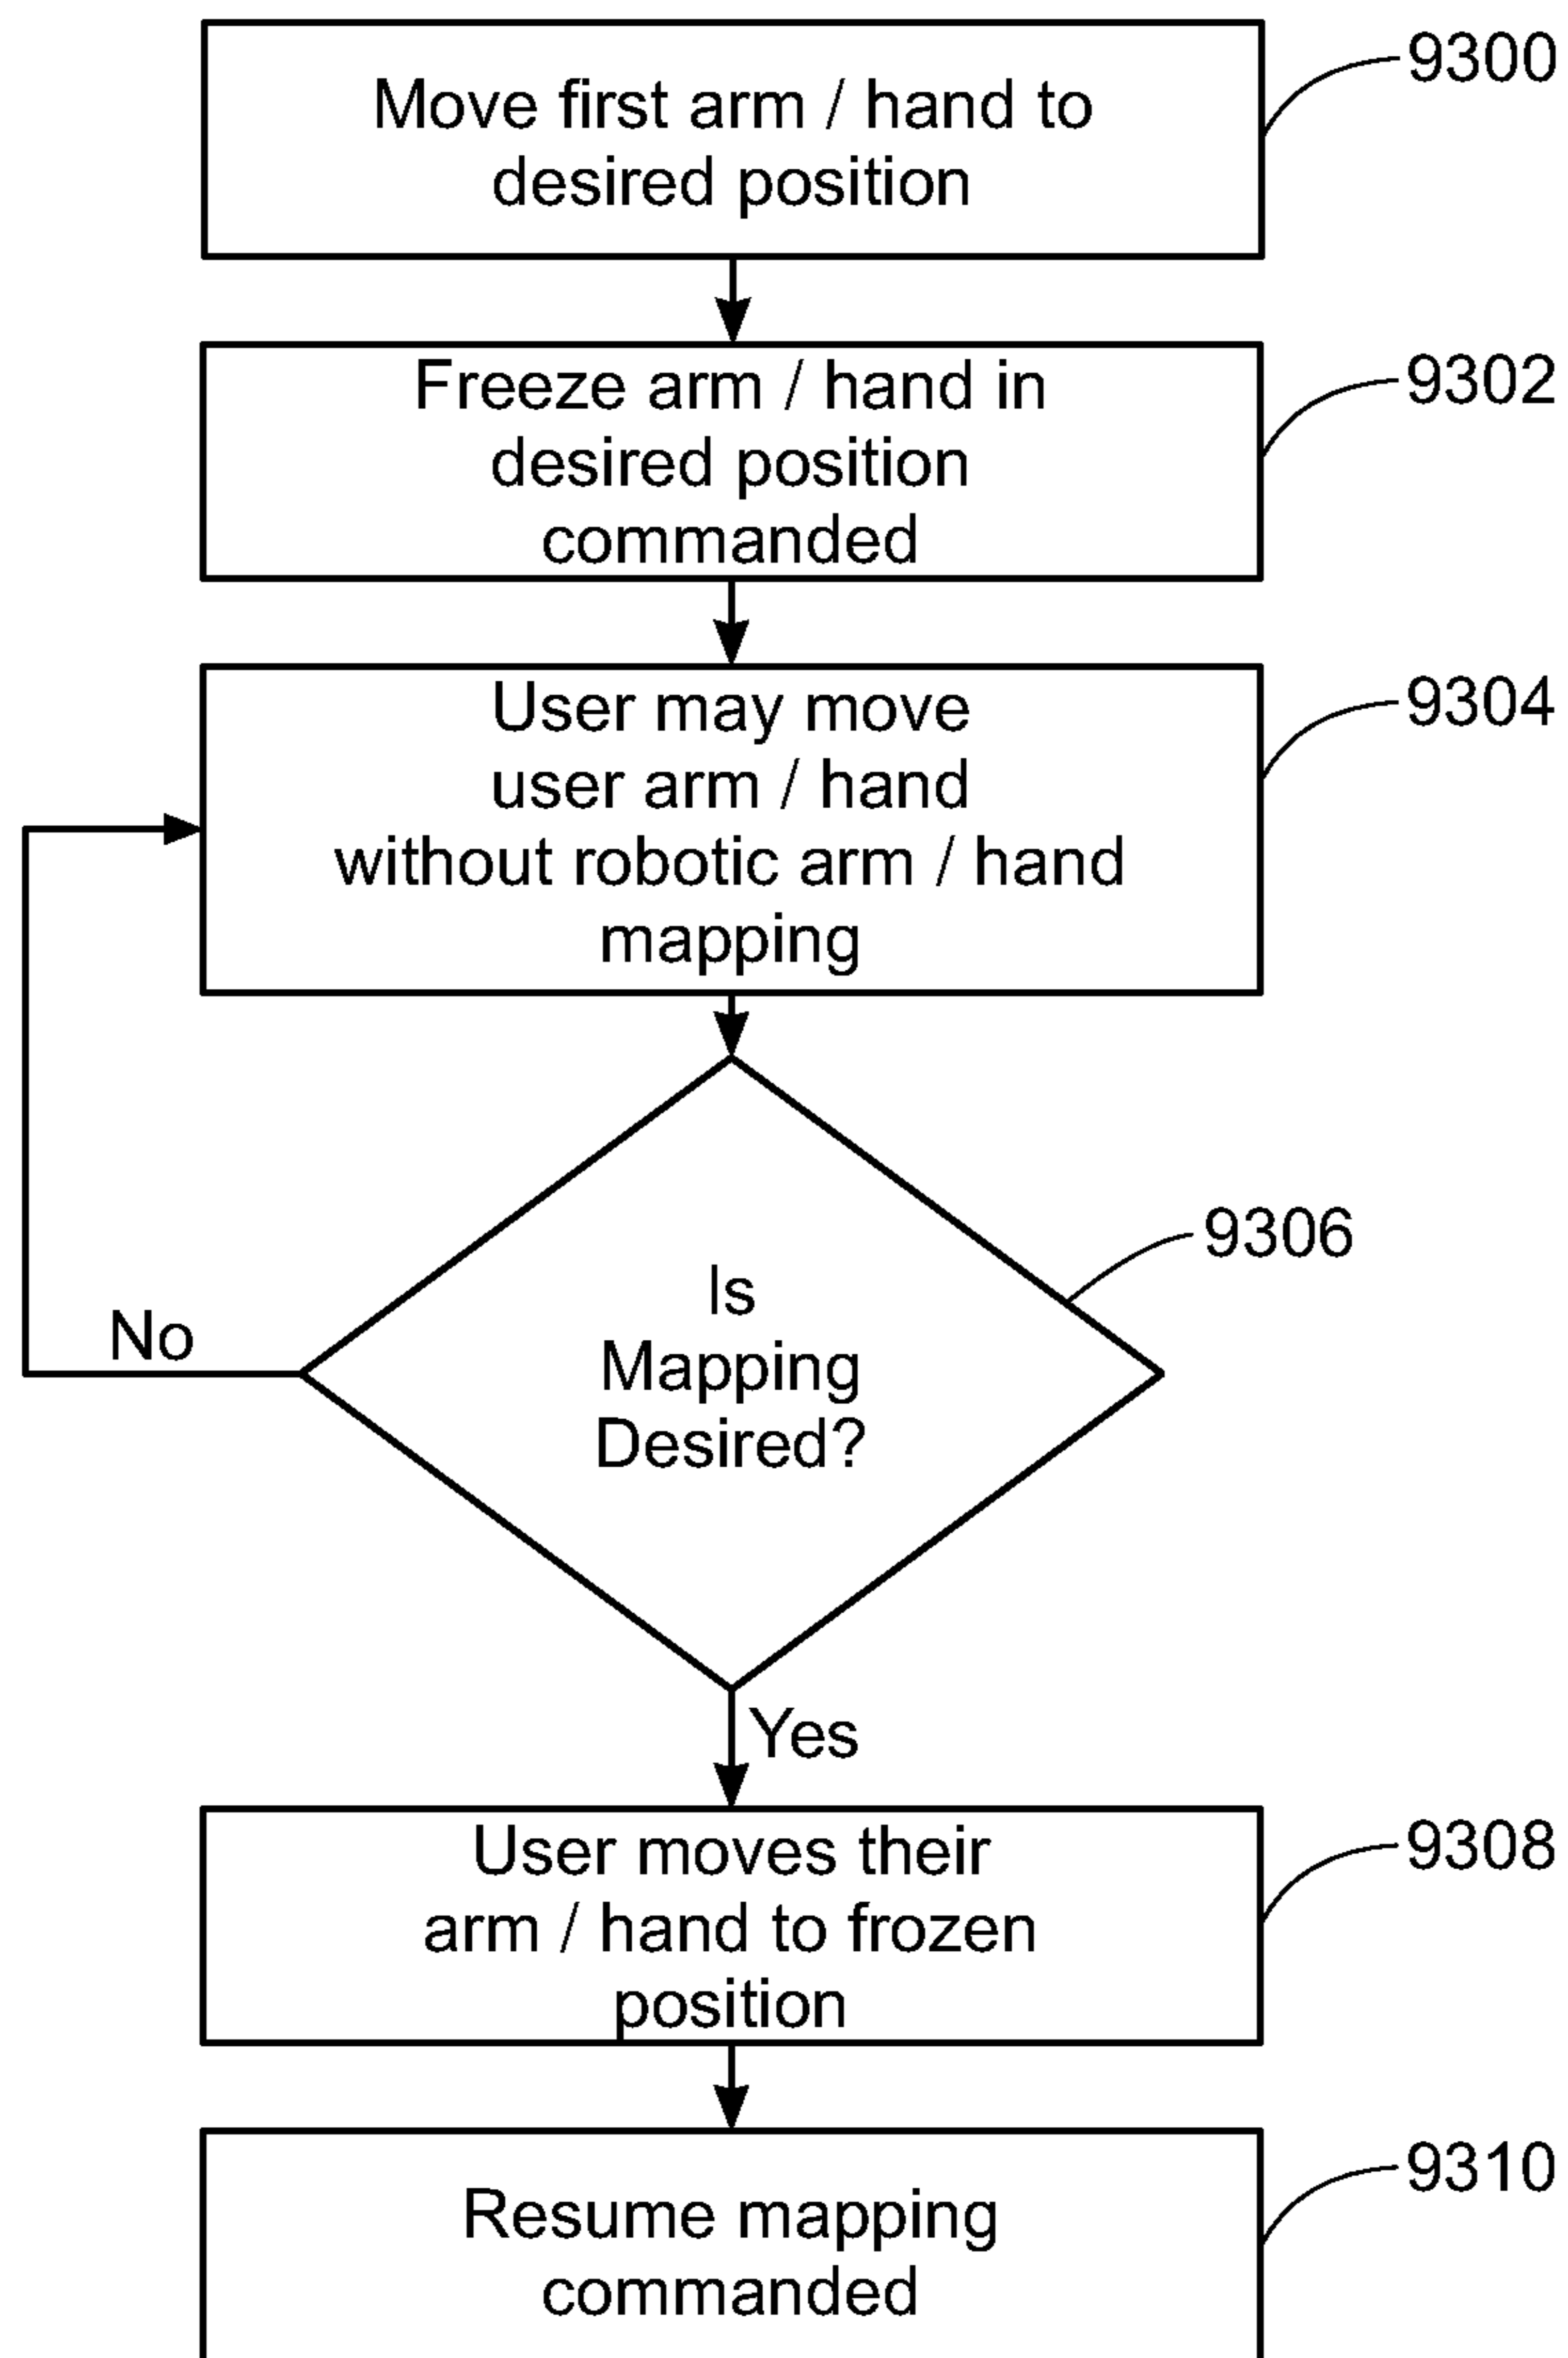 Move first arm / hand to
desired position
9300
Freeze arm / hand in
desired position
commanded
9302
User may move
user arm / hand
without robotic arm / hand
mapping
9304
Is
Mapping
Desired?
9306
No
Yes
User moves their
arm / hand to frozen
position
9308
Resume mapping
commanded
9310